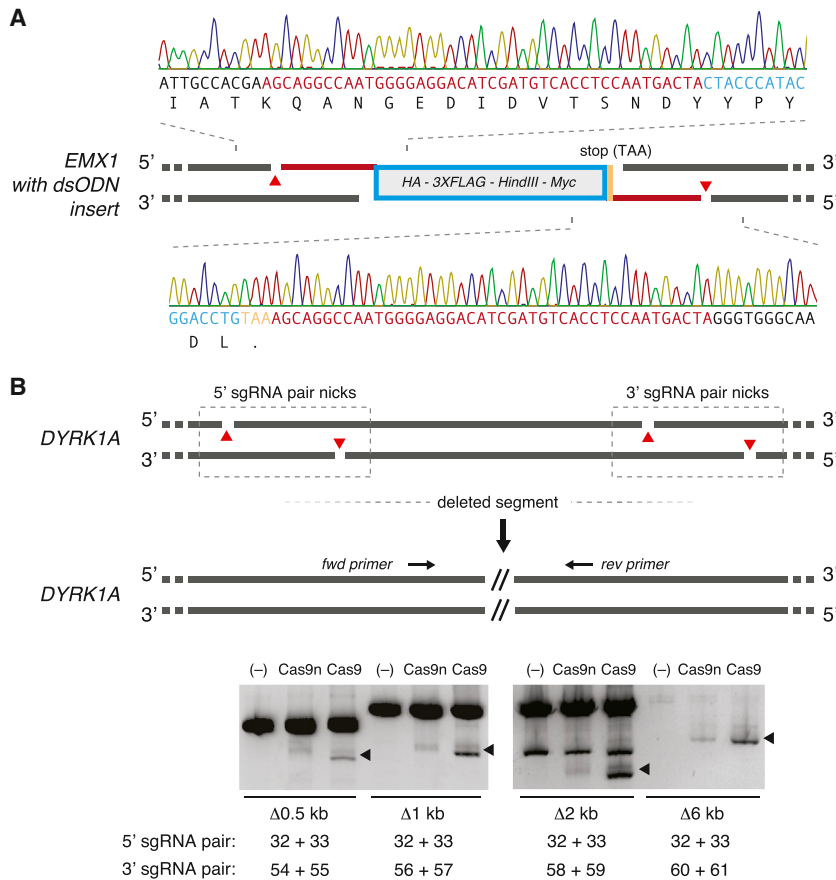 A
ATTGCCACGAAGCAGGCCAATGGGGAGGACATCGATGTCACCTCCAATGACTACTACCCATAC
I A T K Q A N G E D I D V T S N D Y Y P Y
EMX1
with dsODN
insert
5’ 3’
stop (TAA)
HA - 3XFLAG - HindIII - Myc
3’ 5’
GGACCTGTAAAGCAGGCCAATGGGGAGGACATCGATGTCACCTCCAATGACTAGGGTGGGCAA
D L .
B
5’ sgRNA pair nicks 3’ sgRNA pair nicks
5’ 3’
DYRK1A
3’ 5’
deleted segment
fwd primer rev primer
5’ 3’
DYRK1A
3’ 5’
(–) Cas9n Cas9 (–) Cas9n Cas9 (–) Cas9n Cas9 (–) Cas9n Cas9
Δ0.5 kb Δ1 kb Δ2 kb Δ6 kb
5’ sgRNA pair: 32 + 33 32 + 33 32 + 33 32 + 33
3’ sgRNA pair: 54 + 55 56 + 57 58 + 59 60 + 61